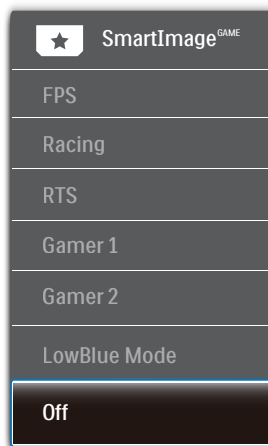 SmartImage GAME
FPS
Racing
RTS
Gamer 1
Gamer 2
LowBlue Mode
Off